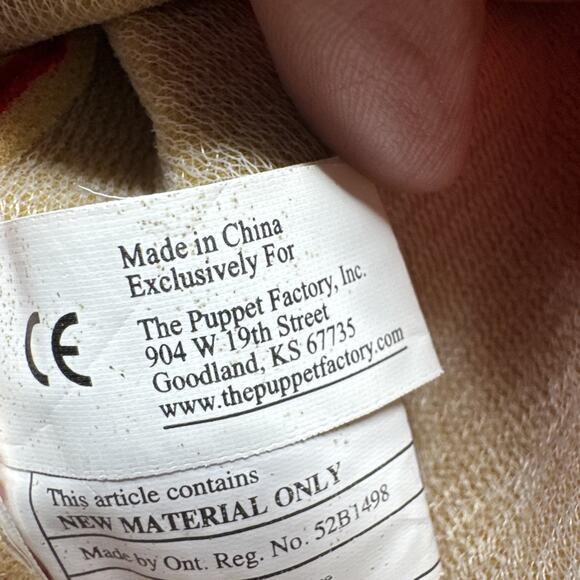 Made in China
Exclusively For
The Puppet Factory, Inc.
904 W 19th Street
Goodland, KS 67735
www.thepuppetfactory.com
CE
This article contains
NEW MATERIAL ONLY
Made by Ont. Reg. No. 52B1498